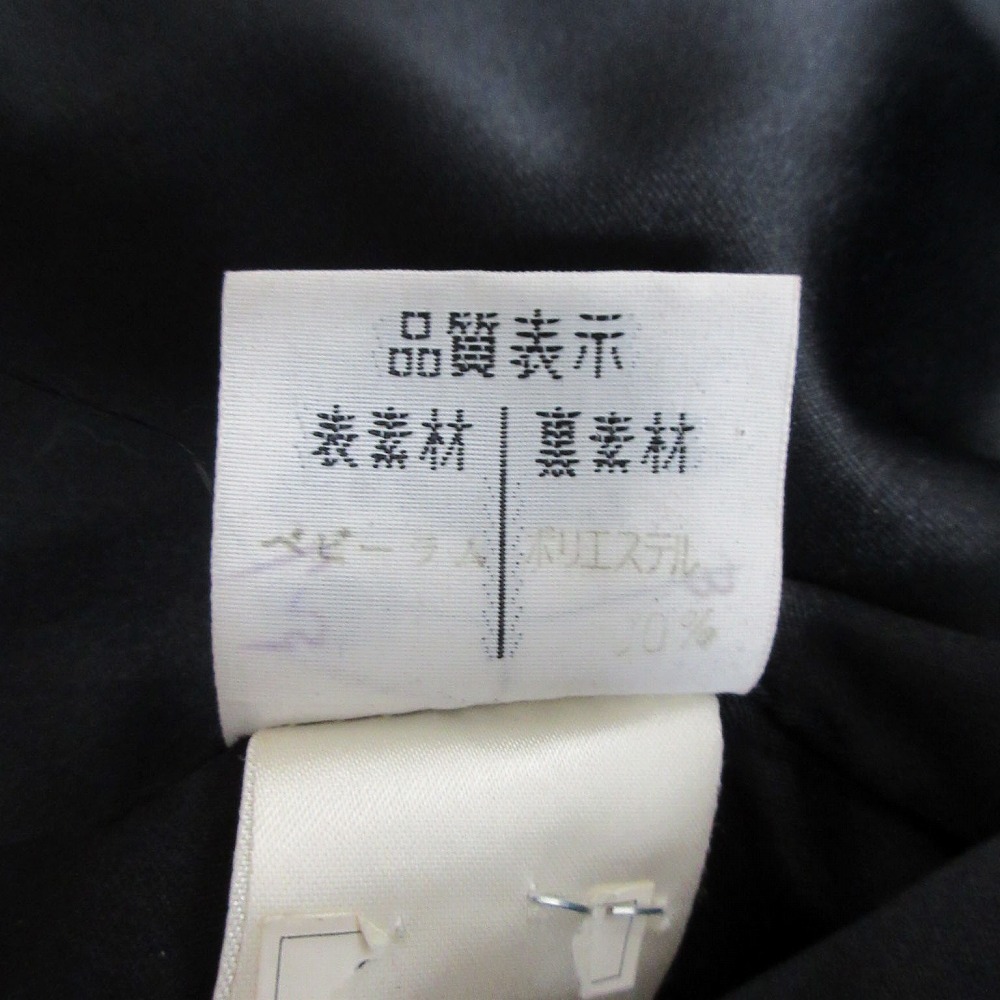 品質表示
表素材 裏素材
ベビーラム ポリエステル